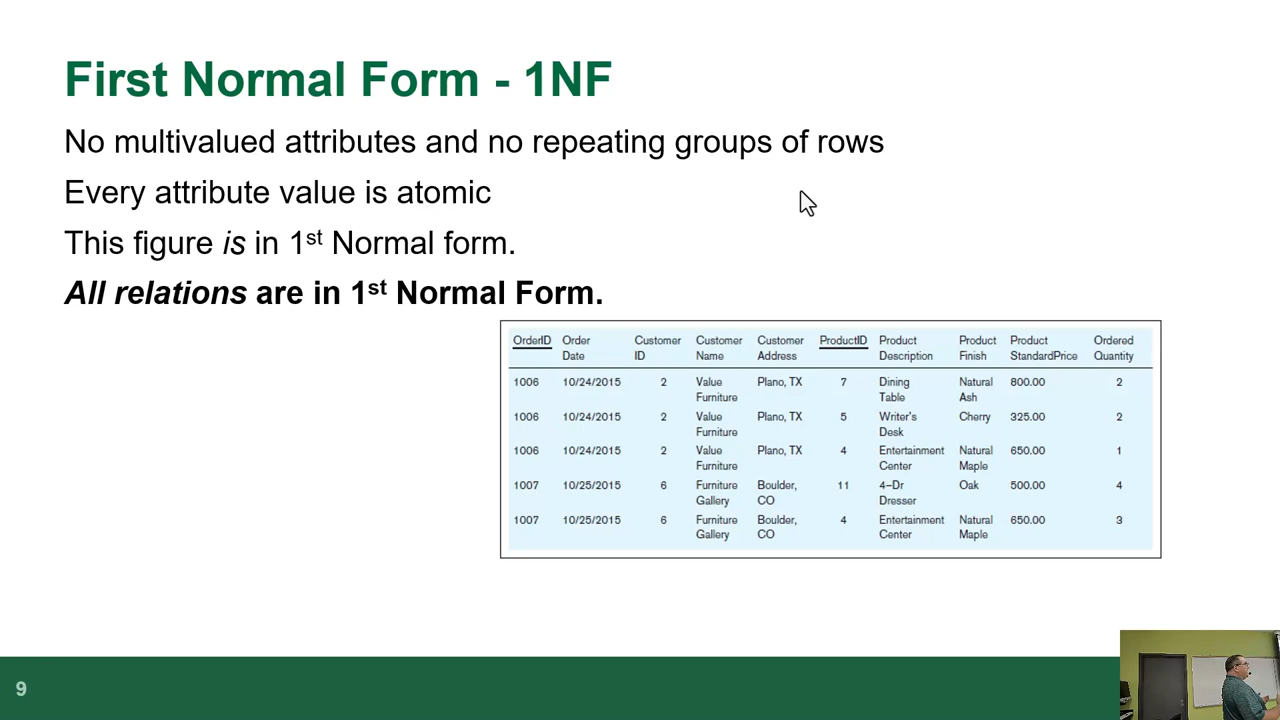 First Normal Form - 1NF
No multivalued attributes and no repeating groups of rows
Every attribute value is atomic
This figure is in 1st Normal form.
All relations are in 1st Normal Form.
OrderID Order Customer Customer Customer ProductID Product Product Product Ordered
Date ID Name Address Description Finish StandardPrice Quantity
1006 10/24/2015 2 Value Plano, TX 7 Dining Natural 800.00 2
Furniture Table Ash
1006 10/24/2015 2 Value Plano, TX 5 Writer's Cherry 325.00 2
Furniture Desk
1006 10/24/2015 2 Value Plano, TX 4 Entertainment Natural 650.00 1
Furniture Center Maple
1007 10/25/2015 6 Furniture Boulder, 11 4–Dr Oak 500.00 4
Gallery CO Dresser
1007 10/25/2015 6 Furniture Boulder, 4 Entertainment Natural 650.00 3
Gallery CO Center Maple
9